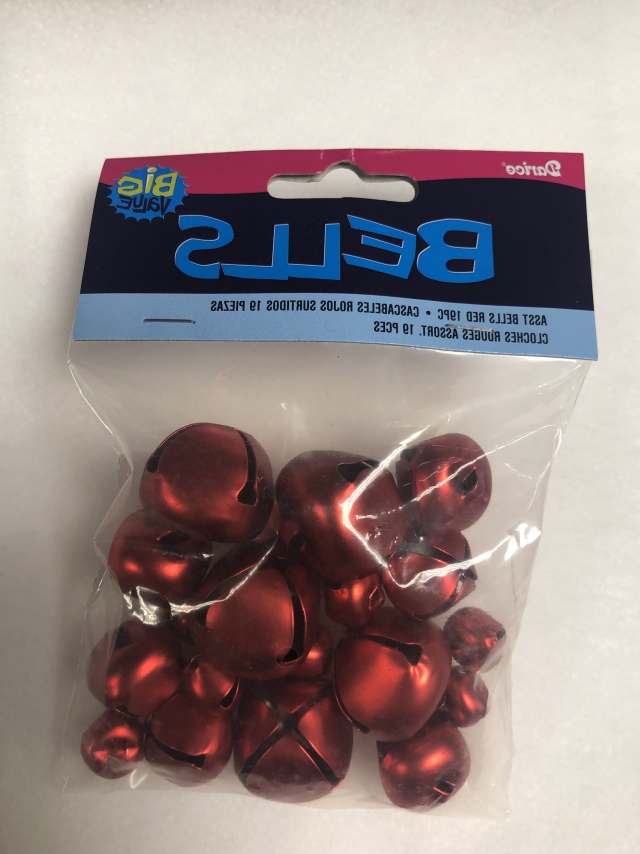 Darice®
BiG
VALUE
BELLS
ASST BELLS RED 19PC • CASCABELES ROJOS SURTIDOS 19 PIEZAS
CLOCHES ROUGES ASSORT. 19 PCES